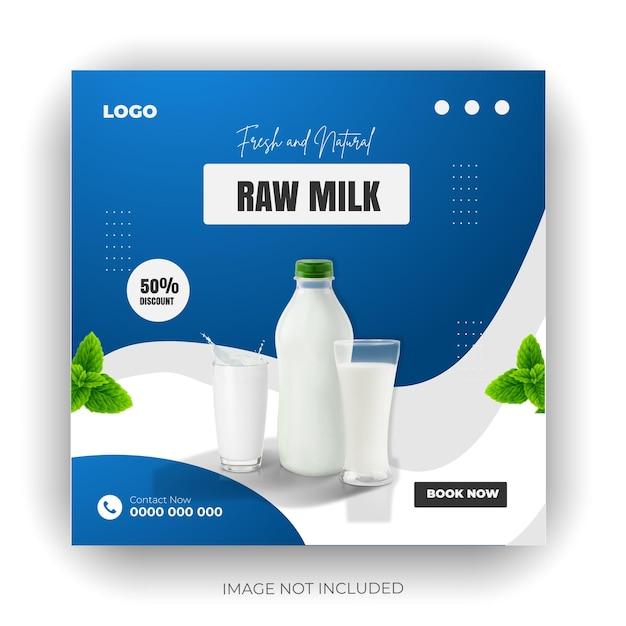 LOGO
Fresh and Natural
RAW MILK
50%
DISCOUNT
Contact Now
0000 000 000
BOOK NOW
IMAGE NOT INCLUDED